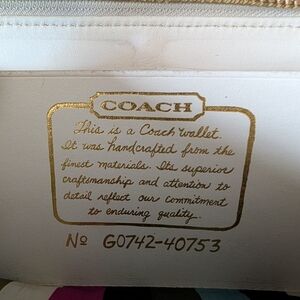 COACH
This is a Coach wallet.
It was handcrafted from the
finest materials. Its superior
craftsmanship and attention to
detail reflect our commitment
to enduring quality.
Nº G0742-40753